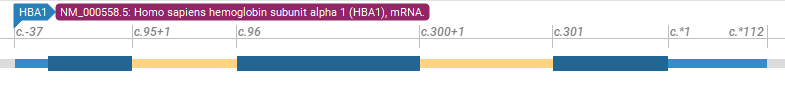 HBA1 NM_000558.5: Homo sapiens hemoglobin subunit alpha 1 (HBA1), mRNA.
c.-37 c.95+1 c.96 c.300+1 c.301 c.*1 c.*112